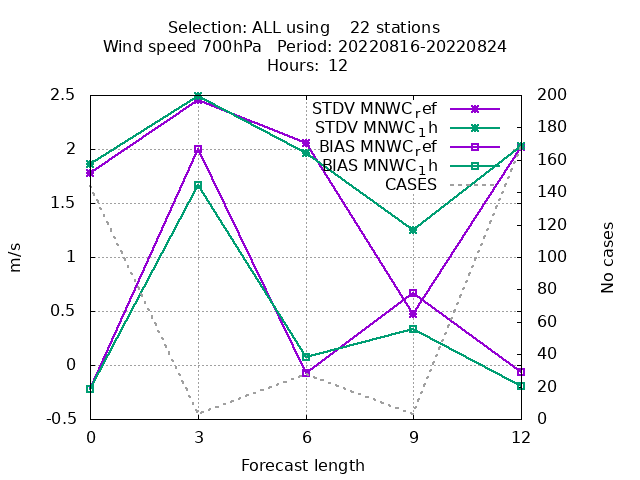 Selection: ALL using    22 stations
Wind speed 700hPa   Period: 20220816-20220824
Hours:  12
STDV MNWC_ref
STDV MNWC_1h
BIAS MNWC_ref
BIAS MNWC_1h
CASES
2.5
2
1.5
1
0.5
0
-0.5
m/s
200
180
160
140
120
100
80
60
40
20
0
No cases
0 3 6 9 12
Forecast length